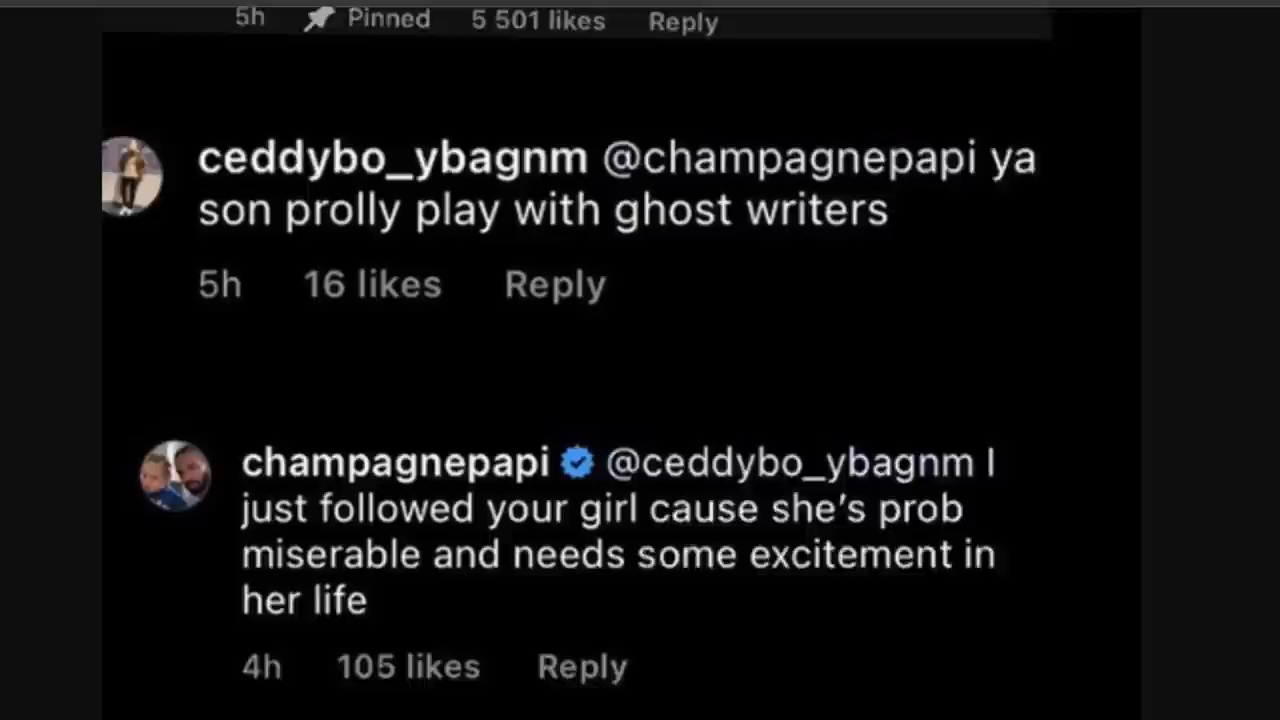 5h Pinned 5 501 likes Reply
ceddybo_ybagnm @champagnepapi ya
son prolly play with ghost writers
5h 16 likes Reply
champagnepapi @ceddybo_ybagnm I
just followed your girl cause she’s prob
miserable and needs some excitement in
her life
4h 105 likes Reply